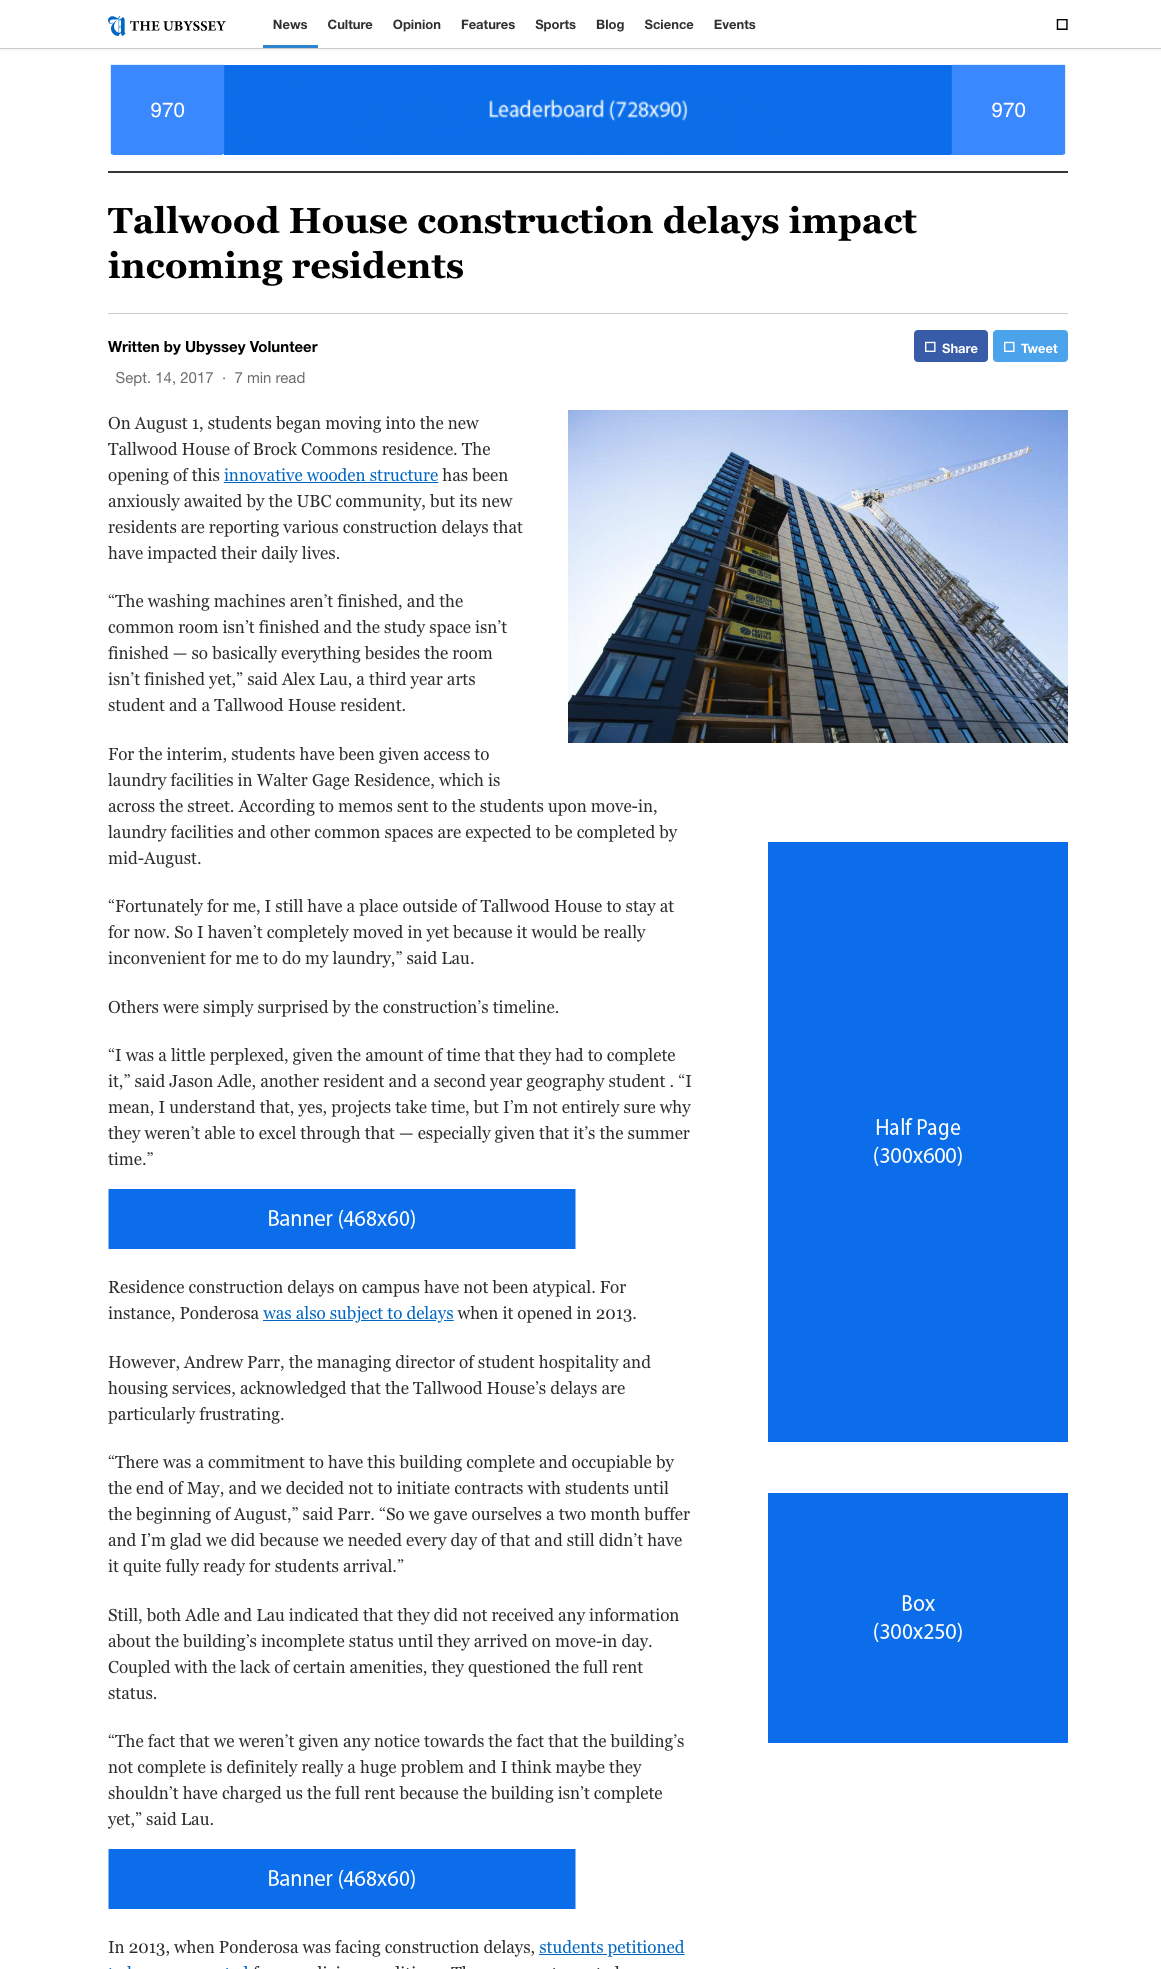 THE UBYSSEY
News Culture Opinion Features Sports Blog Science Events
970 Leaderboard (728x90) 970
Tallwood House construction delays impact
incoming residents
Written by Ubyssey Volunteer
Share Tweet
Sept. 14, 2017 · 7 min read
On August 1, students began moving into the new
Tallwood House of Brock Commons residence. The
opening of this innovative wooden structure has been
anxiously awaited by the UBC community, but its new
residents are reporting various construction delays that
have impacted their daily lives.
“The washing machines aren’t finished, and the
common room isn’t finished and the study space isn’t
finished — so basically everything besides the room
isn’t finished yet,” said Alex Lau, a third year arts
student and a Tallwood House resident.
For the interim, students have been given access to
laundry facilities in Walter Gage Residence, which is
across the street. According to memos sent to the students upon move-in,
laundry facilities and other common spaces are expected to be completed by
mid-August.
“Fortunately for me, I still have a place outside of Tallwood House to stay at
for now. So I haven’t completely moved in yet because it would be really
inconvenient for me to do my laundry,” said Lau.
Others were simply surprised by the construction’s timeline.
“I was a little perplexed, given the amount of time that they had to complete
it,” said Jason Adle, another resident and a second year geography student . “I
mean, I understand that, yes, projects take time, but I’m not entirely sure why
they weren’t able to excel through that — especially given that it’s the summer
time.”
Banner (468x60)
Residence construction delays on campus have not been atypical. For
instance, Ponderosa was also subject to delays when it opened in 2013.
However, Andrew Parr, the managing director of student hospitality and
housing services, acknowledged that the Tallwood House’s delays are
particularly frustrating.
“There was a commitment to have this building complete and occupiable by
the end of May, and we decided not to initiate contracts with students until
the beginning of August,” said Parr. “So we gave ourselves a two month buffer
and I’m glad we did because we needed every day of that and still didn’t have
it quite fully ready for students arrival.”
Still, both Adle and Lau indicated that they did not received any information
about the building’s incomplete status until they arrived on move-in day.
Coupled with the lack of certain amenities, they questioned the full rent
status.
“The fact that we weren’t given any notice towards the fact that the building’s
not complete is definitely really a huge problem and I think maybe they
shouldn’t have charged us the full rent because the building isn’t complete
yet,” said Lau.
Banner (468x60)
In 2013, when Ponderosa was facing construction delays, students petitioned
Half Page
(300x600)
Box
(300x250)